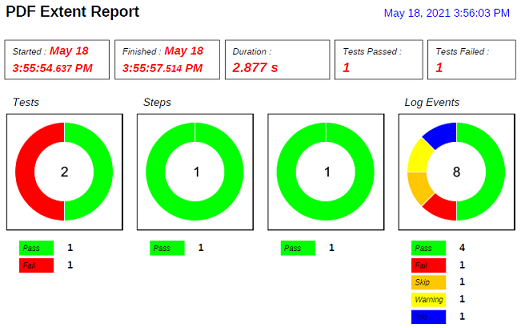 PDF Extent Report
May 18, 2021 3:56:03 PM
Started : May 18
3:55:54.637 PM
Finished : May 18
3:55:57.514 PM
Duration :
2.877 s
Tests Passed :
1
Tests Failed :
1
Tests
Steps
Log Events
2
1
1
8
Pass 1
Fail 1
Pass 1
Pass 1
Pass 4
Fail 1
Skip 1
Warning 1
1